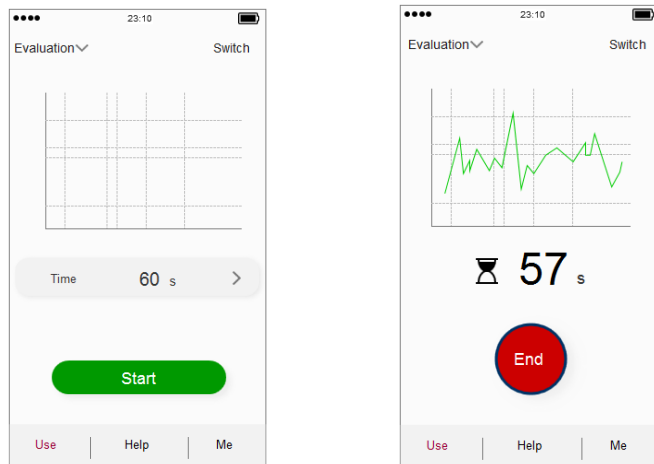 23:10
Evaluation Switch
Time 60 s
Start
Use Help Me
23:10
Evaluation Switch
57 s
End
Use Help Me